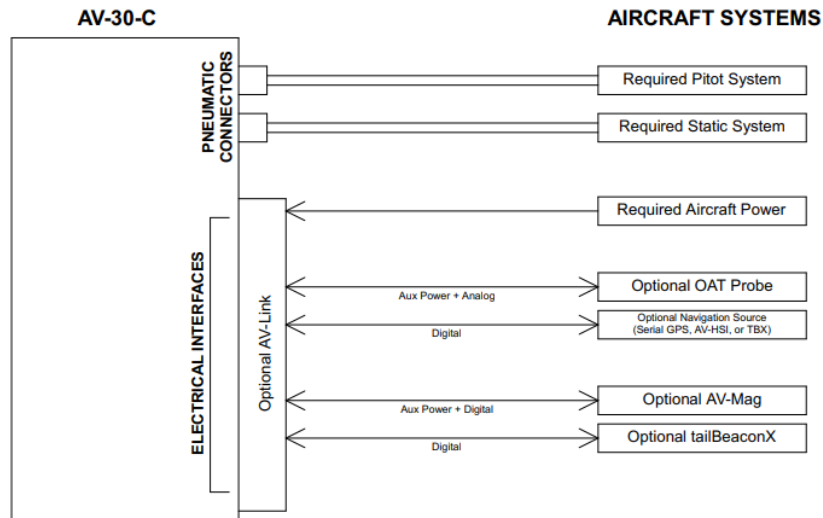 AV-30-C
AIRCRAFT SYSTEMS
PNEUMATIC
CONNECTORS
Required Pitot System
Required Static System
ELECTRICAL INTERFACES
Optional AV-Link
Required Aircraft Power
Aux Power + Analog
Optional OAT Probe
Digital
Optional Navigation Source
(Serial GPS, AV-HSI, or TBX)
Aux Power + Digital
Optional AV-Mag
Digital
Optional tailBeaconX